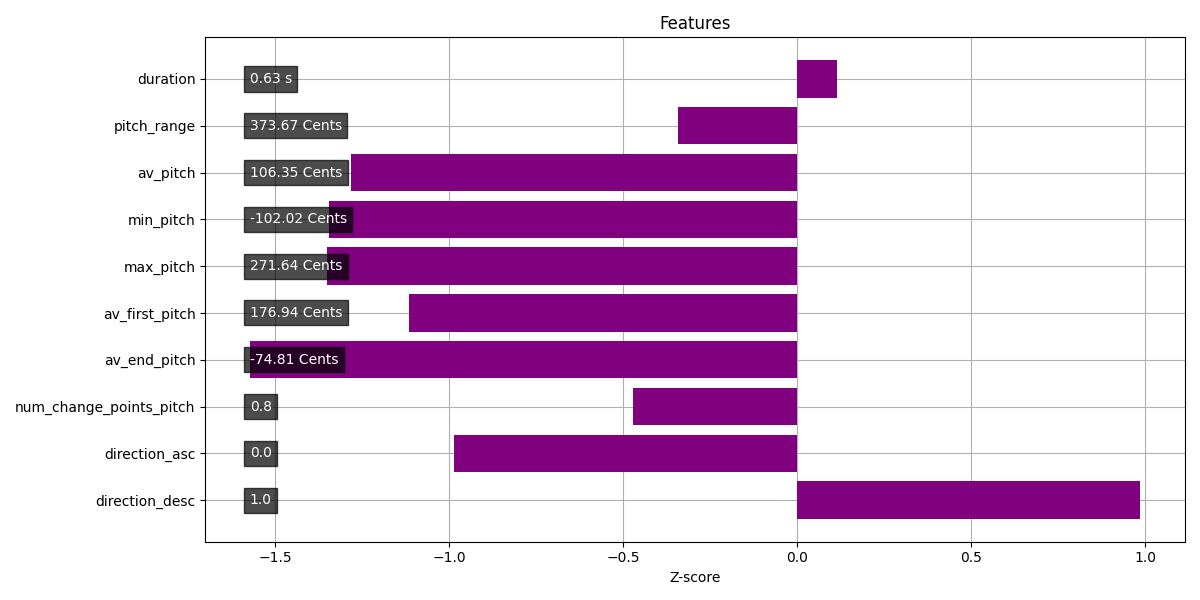 Features
duration 0.63 s
pitch_range 373.67 Cents
av_pitch 106.35 Cents
min_pitch -102.02 Cents
max_pitch 271.64 Cents
av_first_pitch 176.94 Cents
av_end_pitch -74.81 Cents
num_change_points_pitch 0.8
direction_asc 0.0
direction_desc 1.0
−1.5 −1.0 −0.5 0.0 0.5 1.0
Z-score